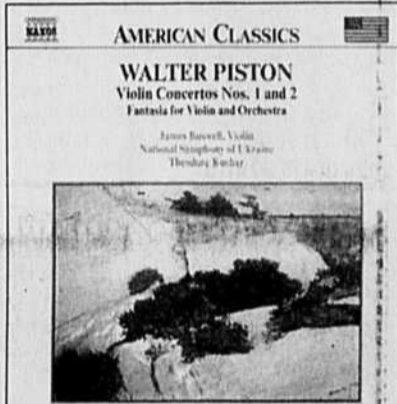 NAXOS
AMERICAN CLASSICS
WALTER PISTON
Violin Concertos Nos. 1 and 2
Fantasia for Violin and Orchestra
James Buswell, Violin
National Symphony of Ukraine
Theodore Kuchar